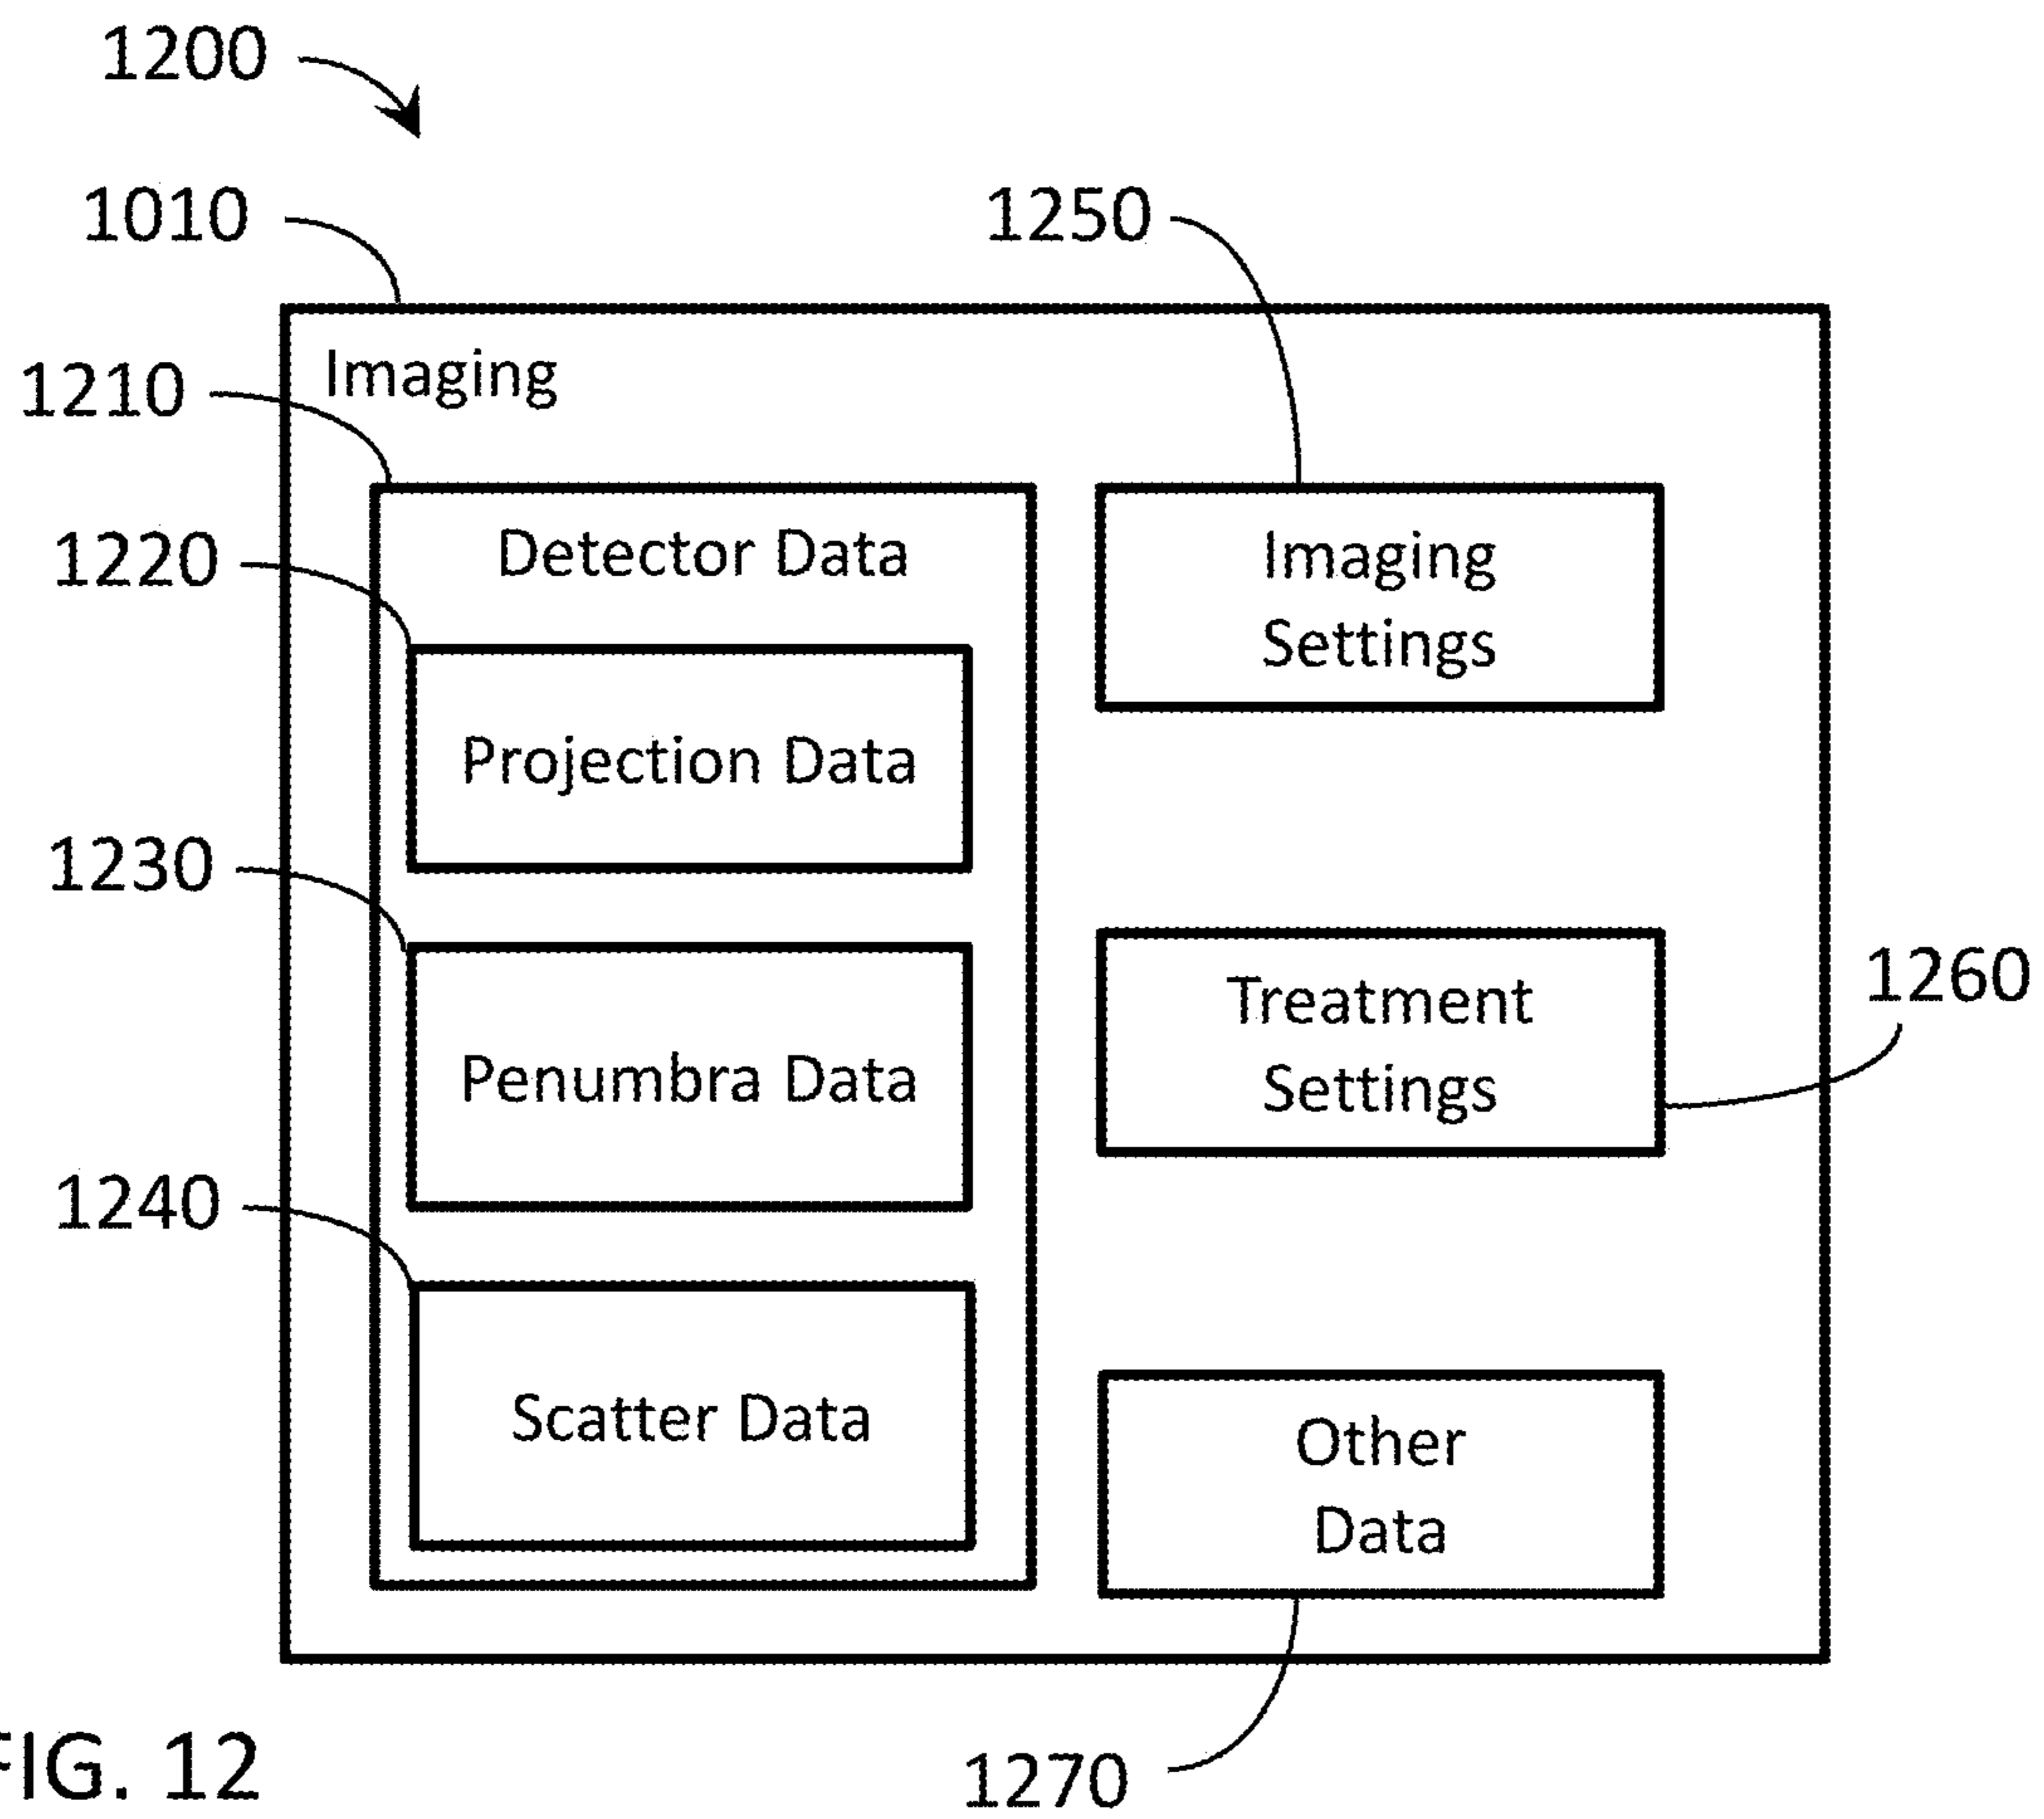 1200
1010
1250
Imaging
1210
Detector Data
1220
Imaging
Settings
Projection Data
1230
Treatment
Settings
1260
Penumbra Data
1240
Scatter Data
Other
Data
FIG. 12
1270